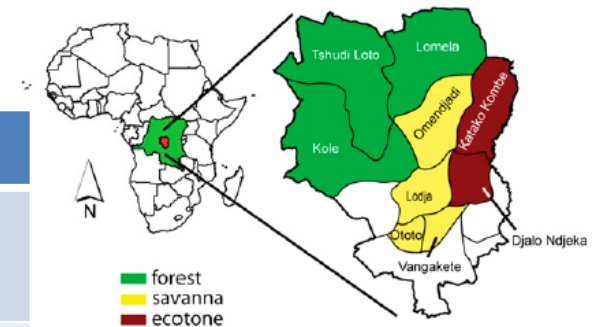 Tshudi Loto
Lomela
Omendjadi
Katako Kombe
Kole
Lodja
Ototo
Djalo Ndjeka
Vangakete
N
forest
savanna
ecotone